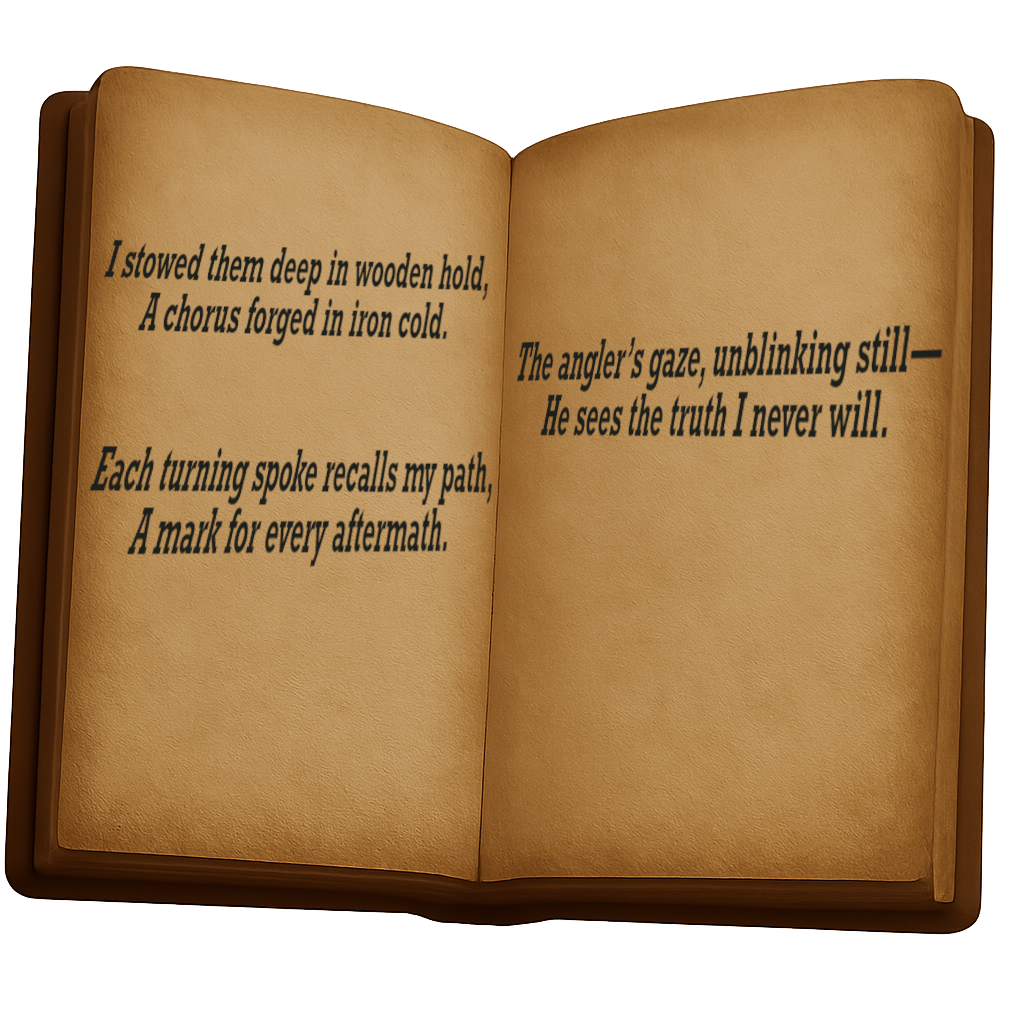 I stowed them deep in wooden hold,
A chorus forged in iron cold.
Each turning spoke recalls my path,
A mark for every aftermath.
The angler’s gaze, unblinking still—
He sees the truth I never will.